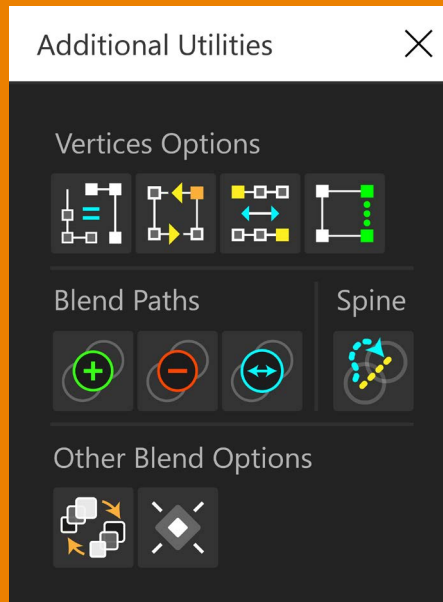 Additional Utilities
Vertices Options
Blend Paths
Spine
Other Blend Options